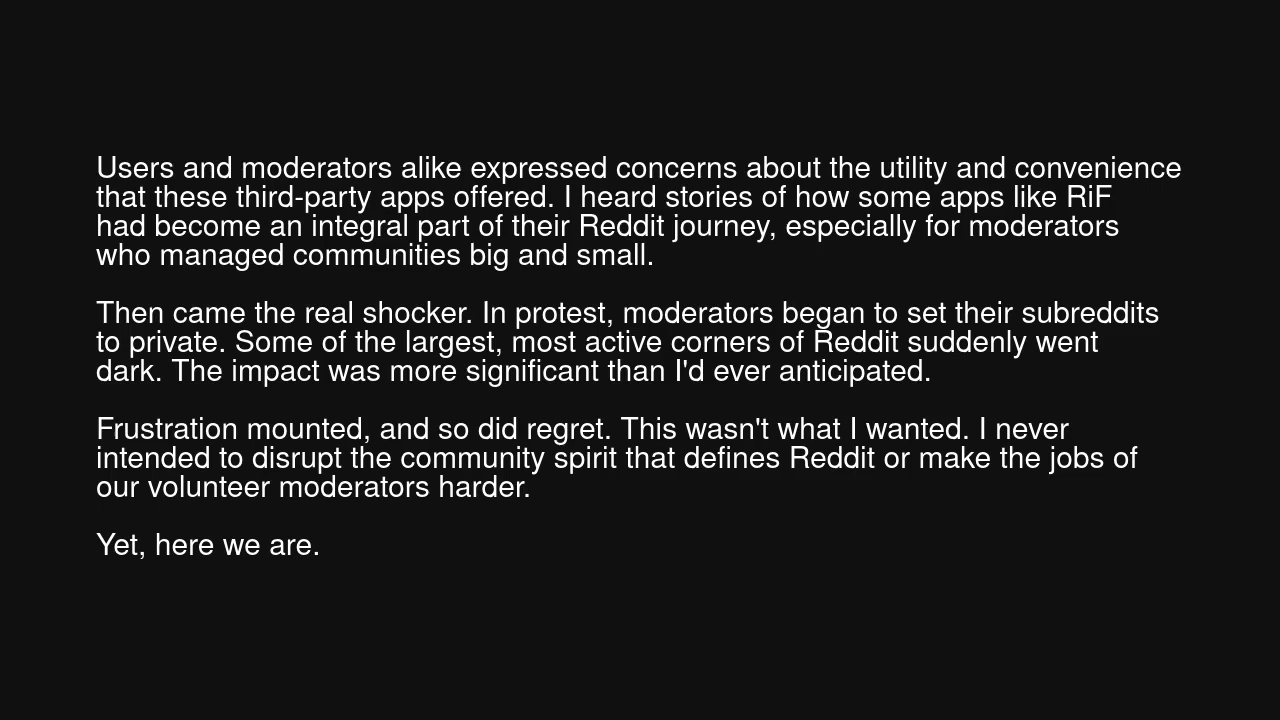 Users and moderators alike expressed concerns about the utility and convenience
that these third-party apps offered. I heard stories of how some apps like RiF
had become an integral part of their Reddit journey, especially for moderators
who managed communities big and small.
Then came the real shocker. In protest, moderators began to set their subreddits
to private. Some of the largest, most active corners of Reddit suddenly went
dark. The impact was more significant than I'd ever anticipated.
Frustration mounted, and so did regret. This wasn't what I wanted. I never
intended to disrupt the community spirit that defines Reddit or make the jobs of
our volunteer moderators harder.
Yet, here we are.